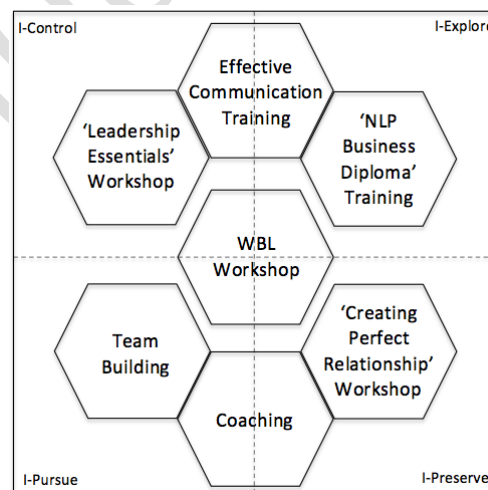 I-Control
I-Explore
Effective
Communication
Training
‘Leadership
Essentials’
Workshop
‘NLP
Business
Diploma’
Training
WBL
Workshop
Team
Building
‘Creating
Perfect
Relationship’
Workshop
Coaching
I-Pursue
I-Preserve